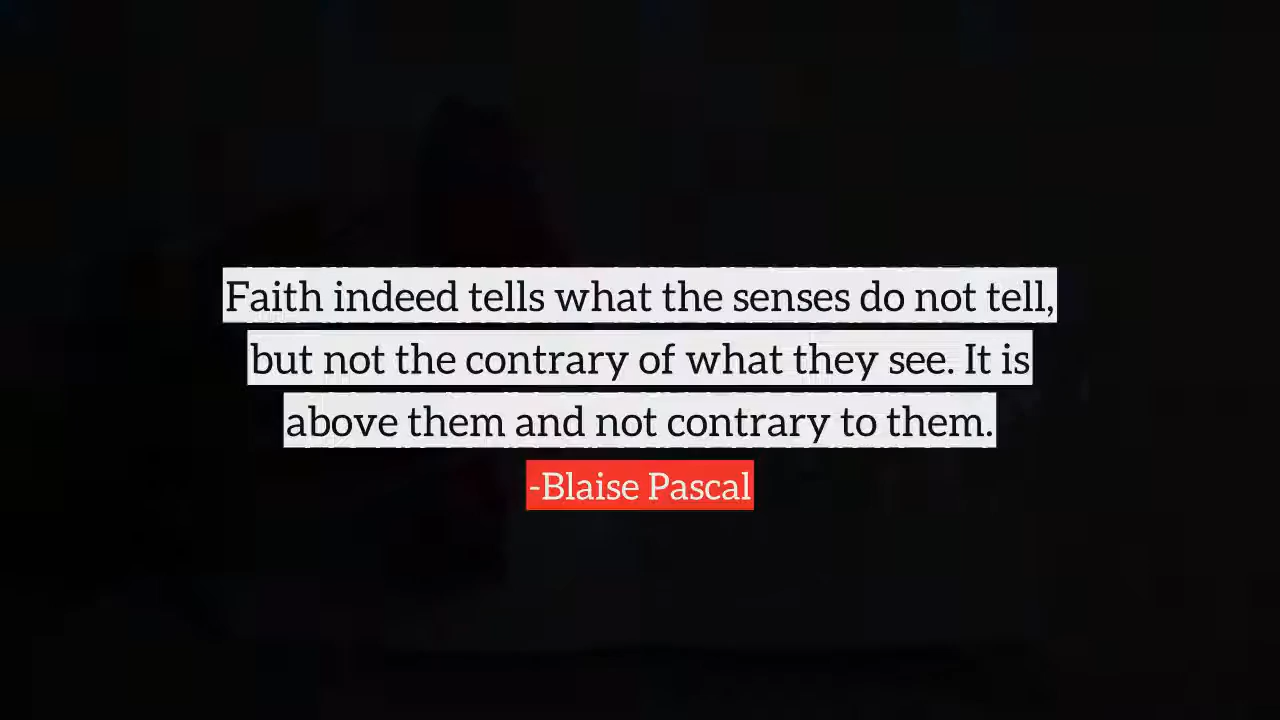 Faith indeed tells what the senses do not tell,
but not the contrary of what they see. It is
above them and not contrary to them.
-Blaise Pascal